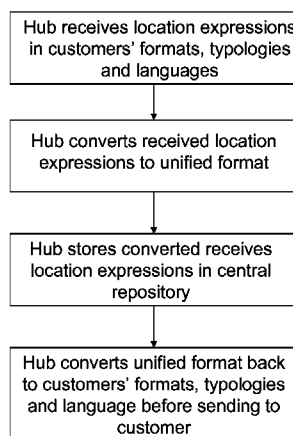 Hub receives location expressions
in customers' formats, typologies
and languages
Hub converts received location
expressions to unified format
Hub stores converted receives
location expressions in central
repository
Hub converts unified format back
to customers' formats, typologies
and language before sending to
customer